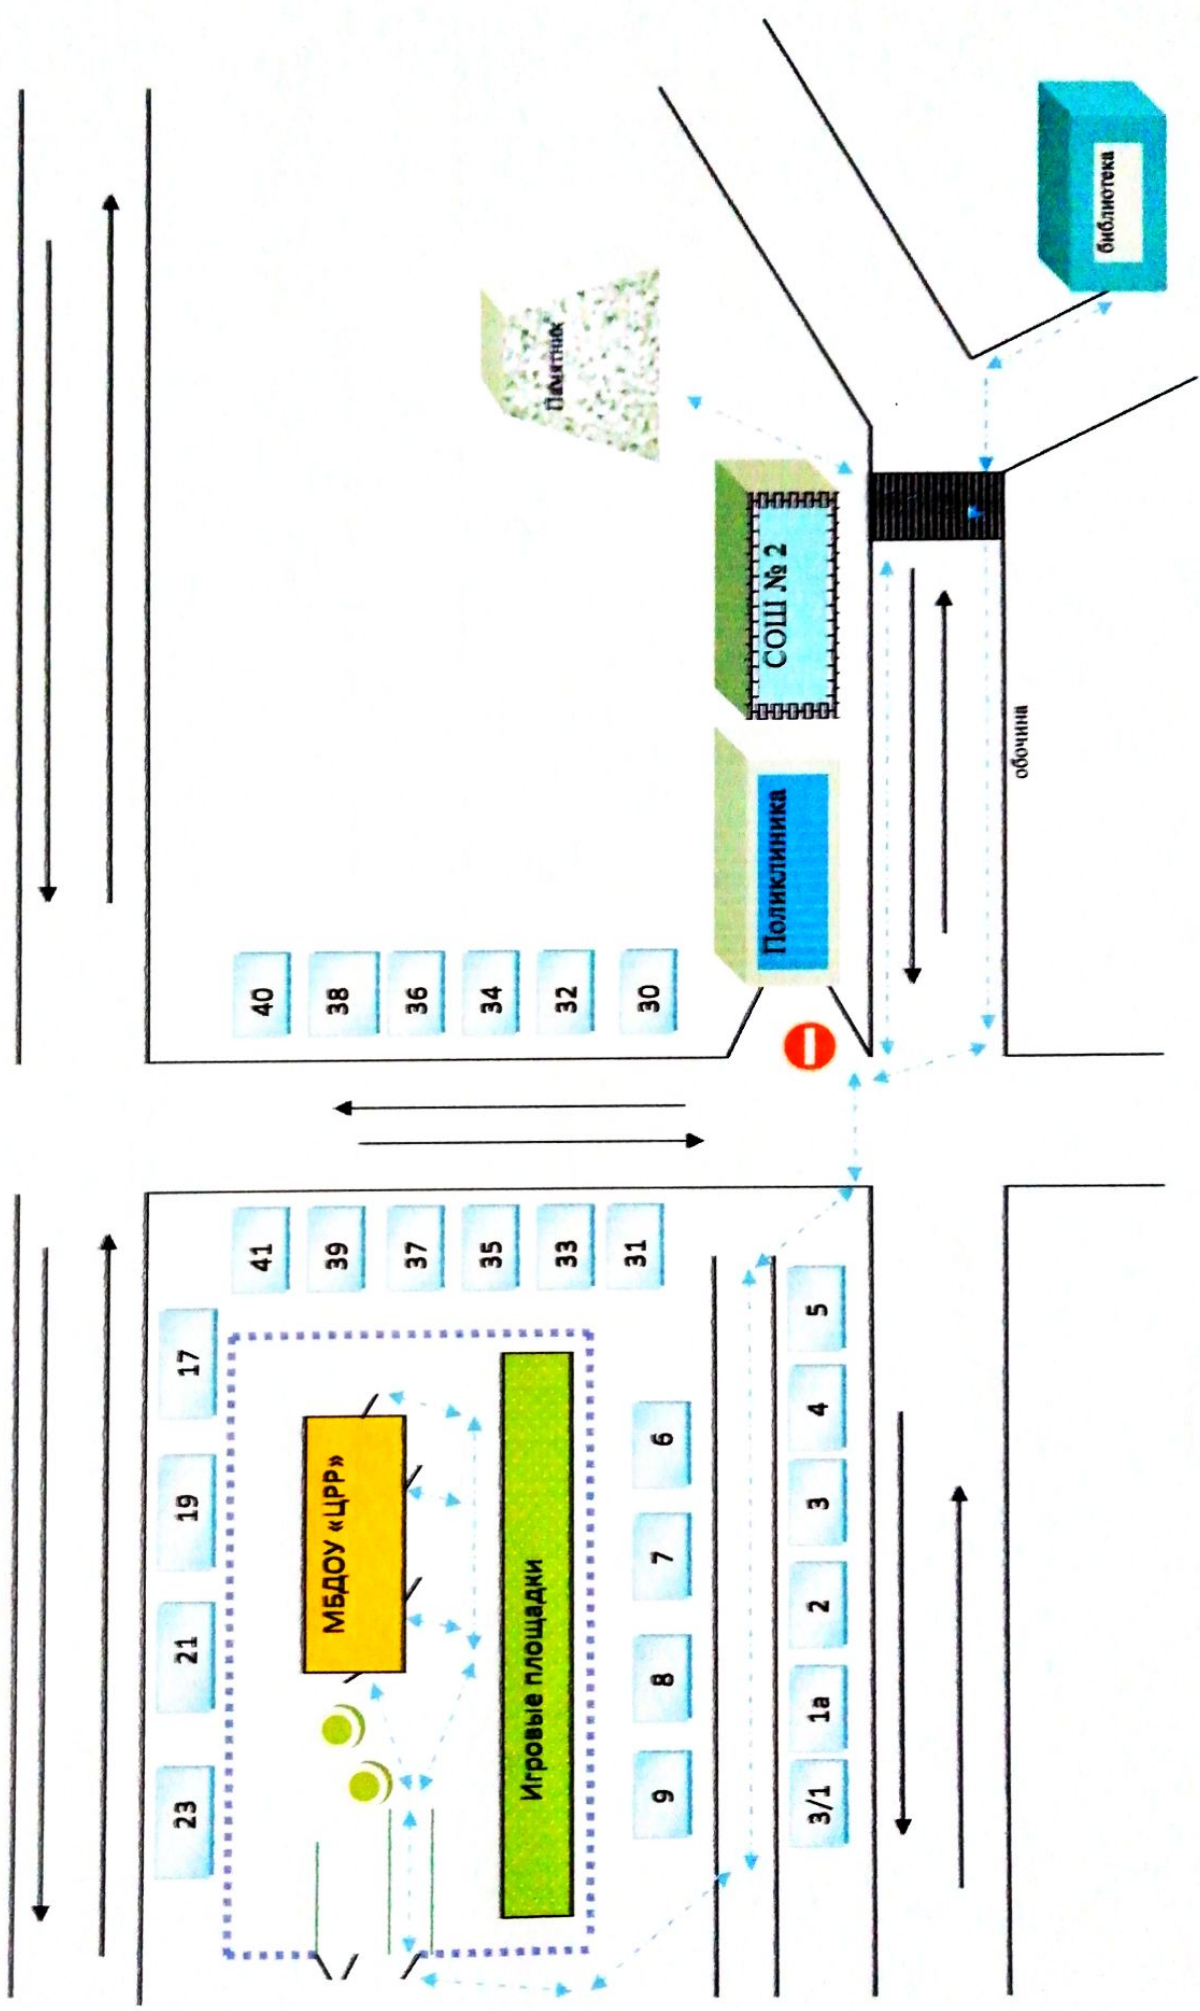 23 21 19 17
41 40
МБДОУ «ЦРР»
39 38
37 36
35 34
Игровые площадки
33 32
Памятник
31 30
9 8 7 6
Поликлиника
СОШ № 2
3/1 1а 2 3 4 5
обочина
библиотека